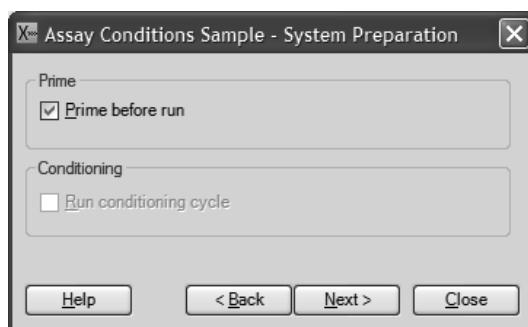 Assay Conditions Sample - System Preparation
Prime
Prime before run
Conditioning
Run conditioning cycle
Help < Back Next > Close